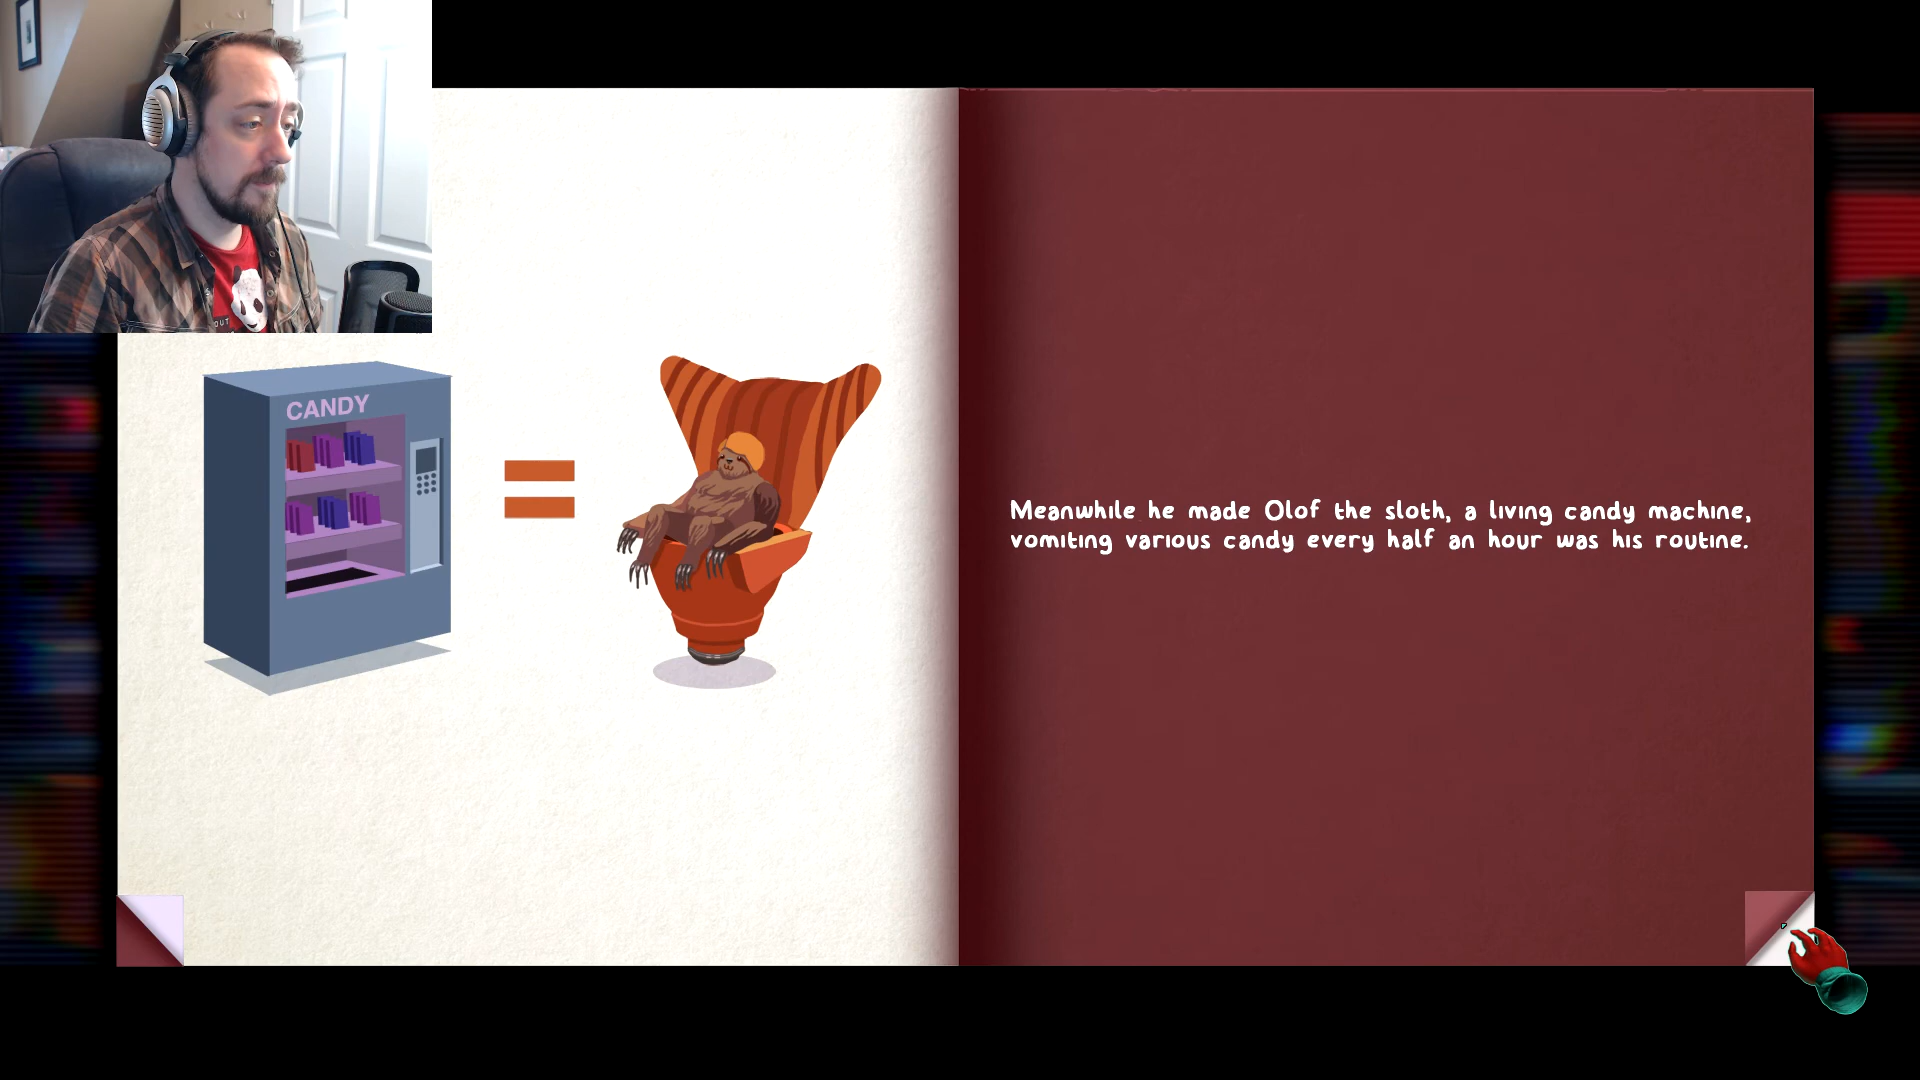 OUT
CANDY
Meanwhile he made Olof the sloth, a living candy machine,
vomiting various candy every half an hour was his routine.